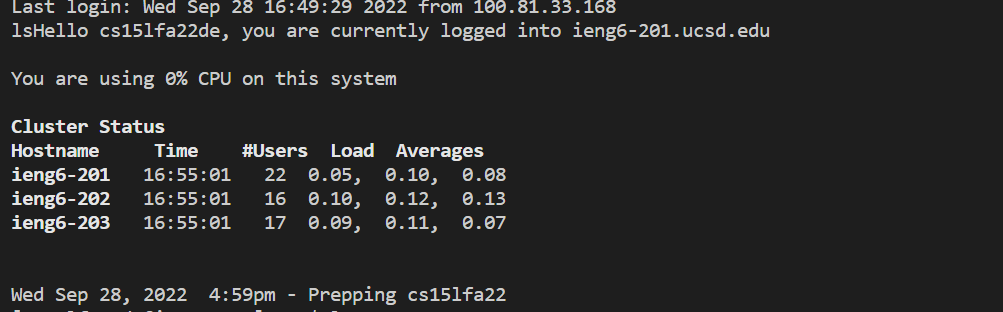 Last login: Wed Sep 28 16:49:29 2022 from 100.81.33.168
lsHello cs15lfa22de, you are currently logged into ieng6-201.ucsd.edu
You are using 0% CPU on this system
Cluster Status
Hostname Time #Users Load Averages
ieng6-201 16:55:01 22 0.05, 0.10, 0.08
ieng6-202 16:55:01 16 0.10, 0.12, 0.13
ieng6-203 16:55:01 17 0.09, 0.11, 0.07
Wed Sep 28, 2022 4:59pm - Prepping cs15lfa22